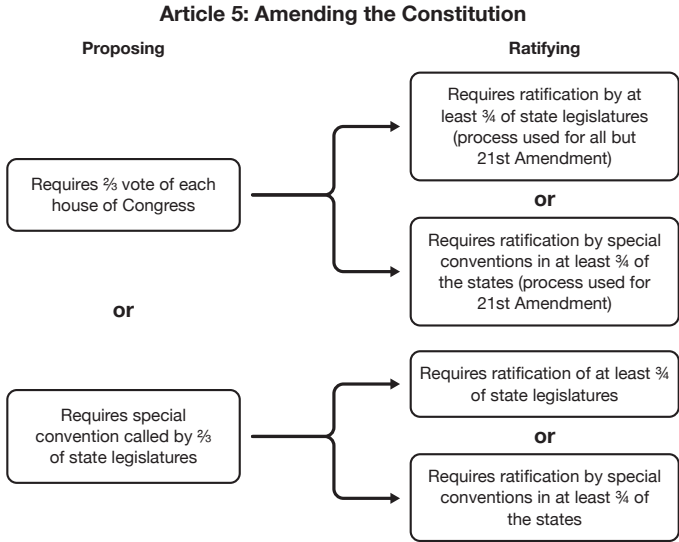 Article 5: Amending the Constitution
Proposing
Ratifying
Requires ⅔ vote of each
house of Congress
Requires ratification by at
least ¾ of state legislatures
(process used for all but
21st Amendment)
or
Requires ratification by special
conventions in at least ¾ of
the states (process used for
21st Amendment)
or
Requires special
convention called by ⅔
of state legislatures
Requires ratification of at least ¾
of state legislatures
or
Requires ratification by special
conventions in at least ¾ of
the states